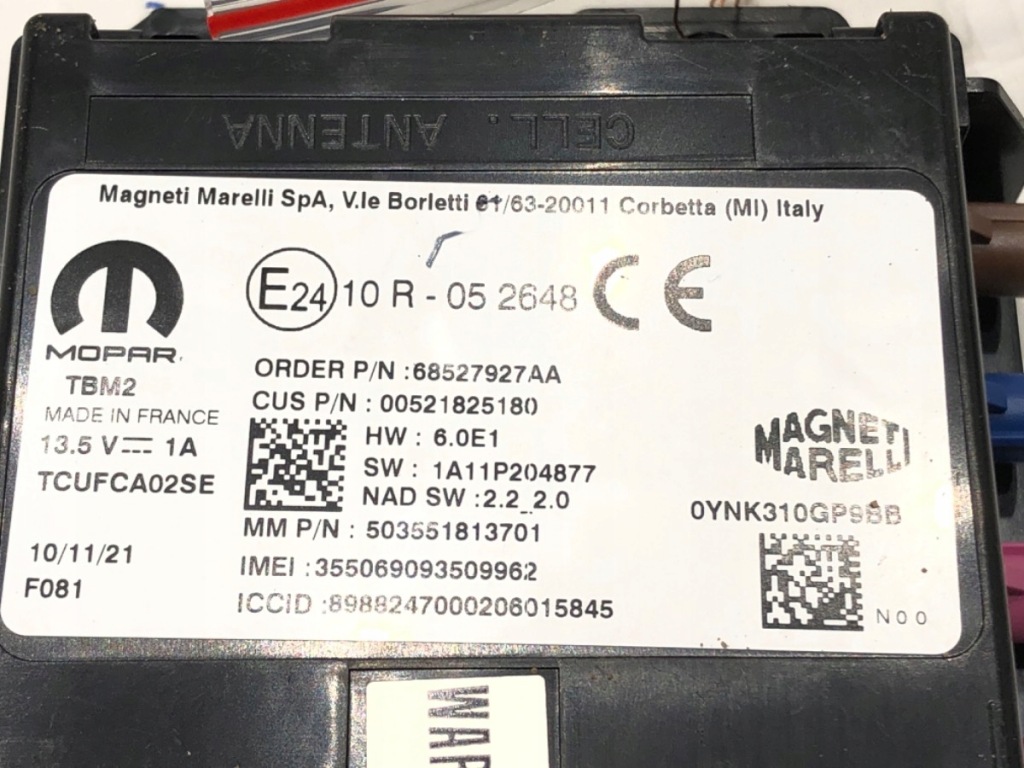 CELL. ANTENNA
Magneti Marelli SpA, V.le Borletti 61/63-20011 Corbetta (MI) Italy
E24 10 R - 05 2648 CE
MOPAR
TBM2
MADE IN FRANCE
13.5 V⎓ 1A
TCUFCA02SE
10/11/21
F081
ORDER P/N :68527927AA
CUS P/N : 00521825180
HW : 6.0E1
SW : 1A11P204877
NAD SW :2.2_2.0
MM P/N : 503551813701
IMEI :355069093509962
ICCID :8988247000206015845
MAGNETI
MARELLI
0YNK310GP9BB
N00